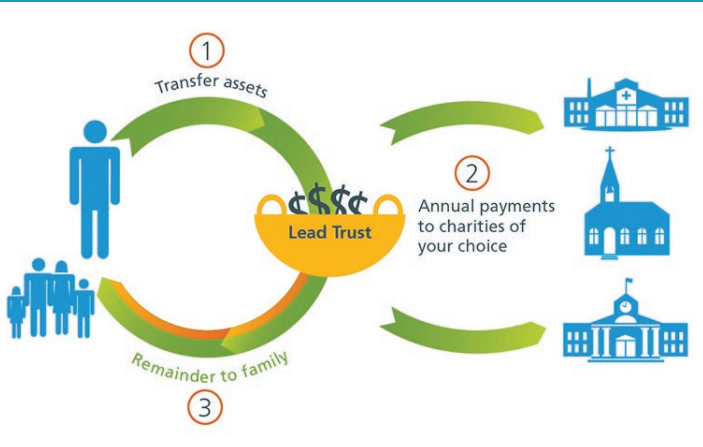 1
Transfer assets
$$$$
Lead Trust
2
Annual payments
to charities of
your choice
Remainder to family
3